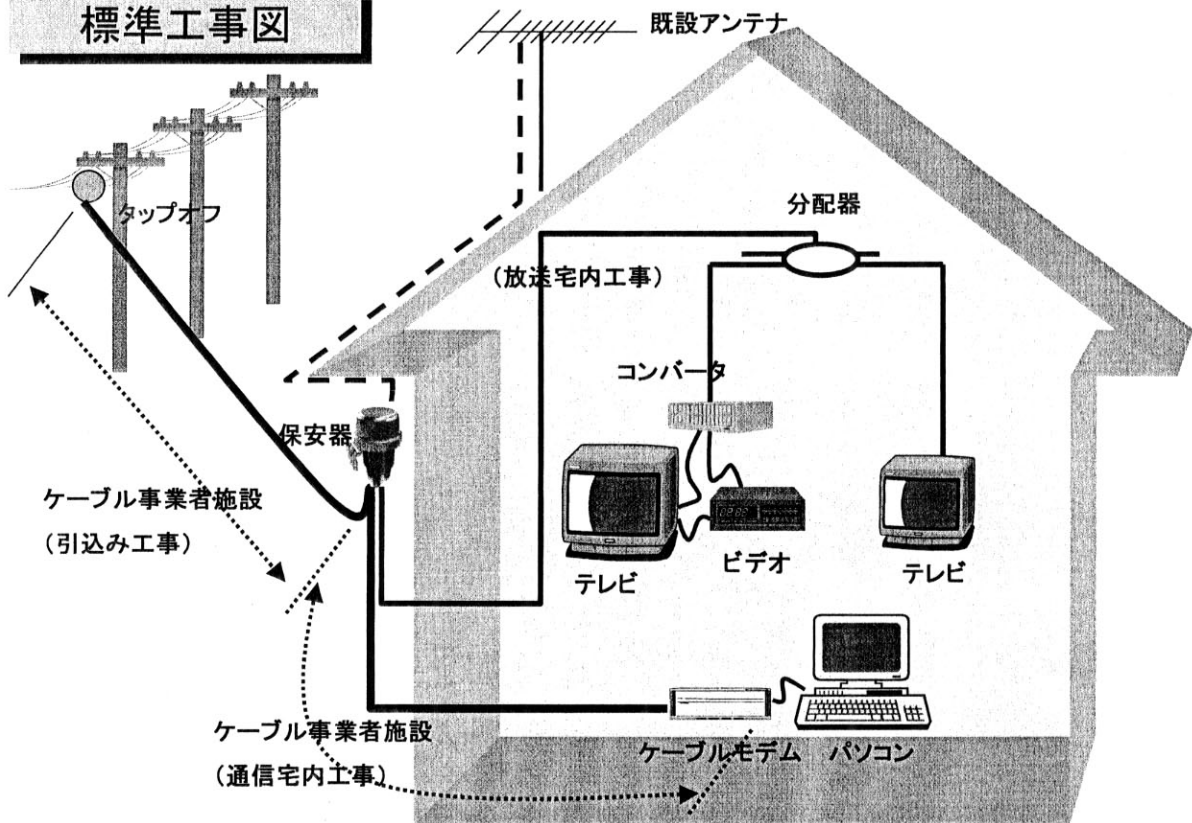 標準工事図
既設アンテナ
タップオフ
分配器
(放送宅内工事)
コンバータ
保安器
ケーブル事業者施設
(引込み工事)
テレビ
ビデオ
テレビ
ケーブル事業者施設
(通信宅内工事)
ケーブルモデム
パソコン